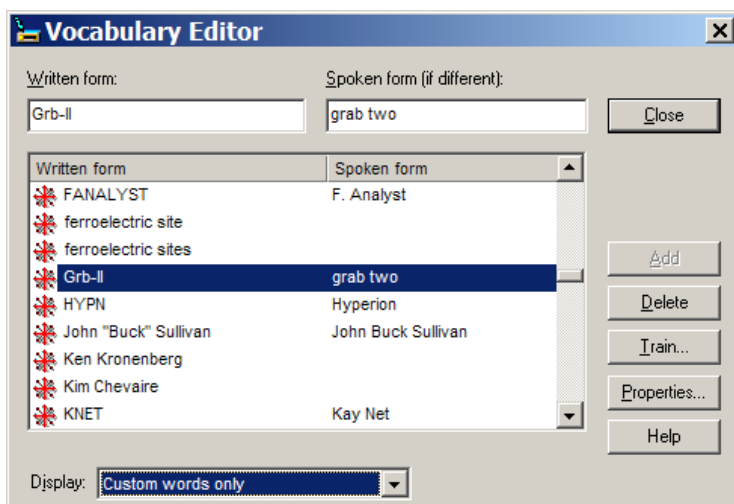 Vocabulary Editor
Written form: Spoken form (if different):
Grb-II grab two Close
Written form Spoken form
FANALYST F. Analyst
ferroelectric site
ferroelectric sites
Grb-II grab two
HYPN Hyperion
John "Buck" Sullivan John Buck Sullivan
Ken Kronenberg
Kim Chevaire
KNET Kay Net
Add
Delete
Train...
Properties...
Help
Display: Custom words only